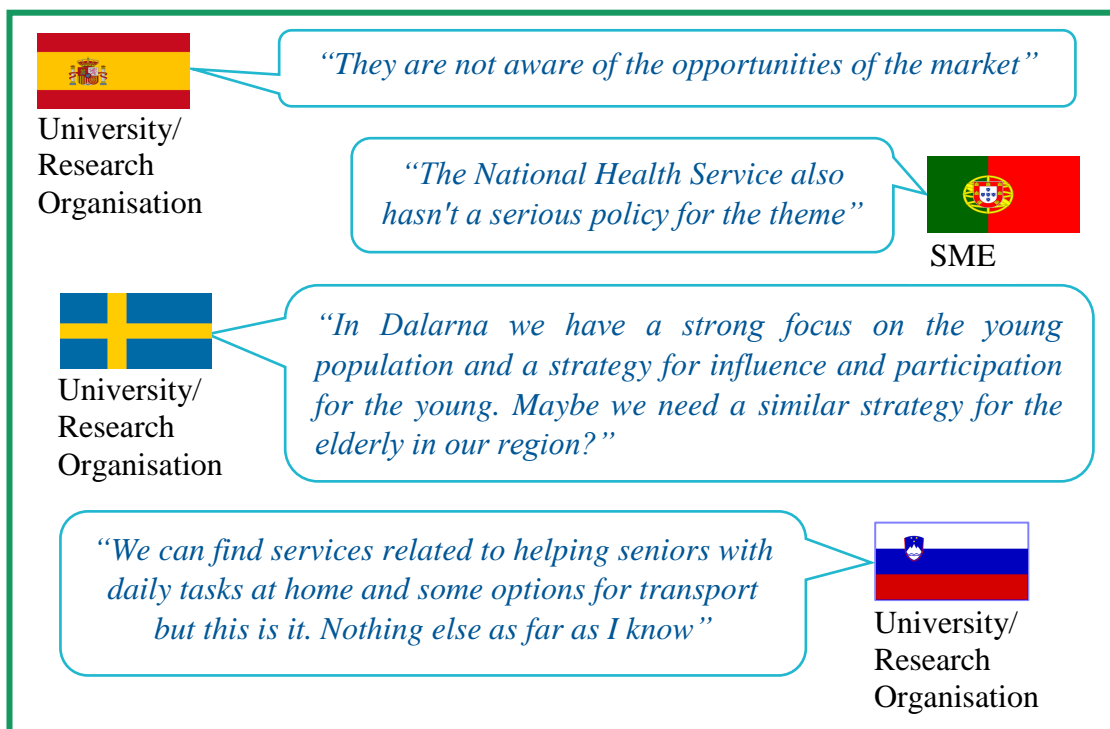 “They are not aware of the opportunities of the market”
University/
Research
Organisation
“The National Health Service also
hasn't a serious policy for the theme”
SME
“In Dalarna we have a strong focus on the young
population and a strategy for influence and participation
for the young. Maybe we need a similar strategy for the
elderly in our region?”
University/
Research
Organisation
“We can find services related to helping seniors with
daily tasks at home and some options for transport
but this is it. Nothing else as far as I know”
University/
Research
Organisation